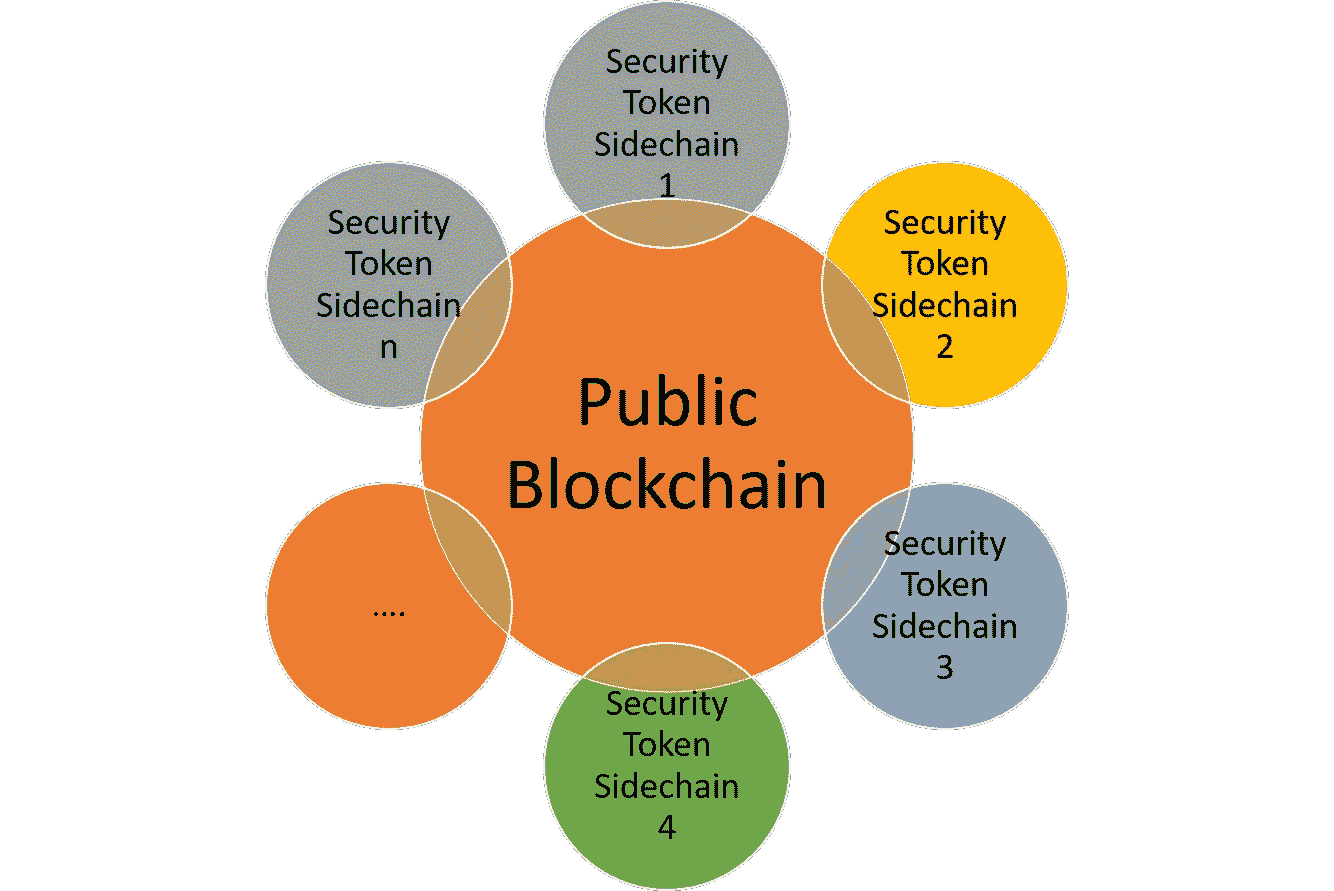 Security
Token
Sidechain
1
Security
Token
Sidechain
n
Security
Token
Sidechain
2
Public
Blockchain
Security
Token
Sidechain
3
....
Security
Token
Sidechain
4